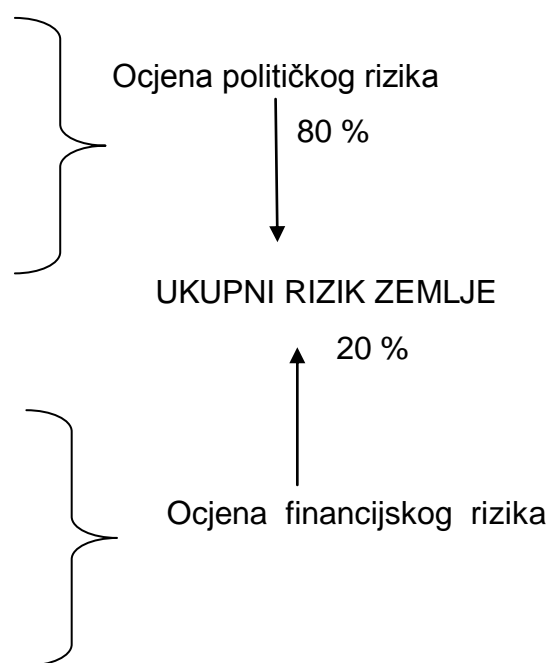 Ocjena političkog rizika
80 %
UKUPNI RIZIK ZEMLJE
20 %
Ocjena financijskog rizika